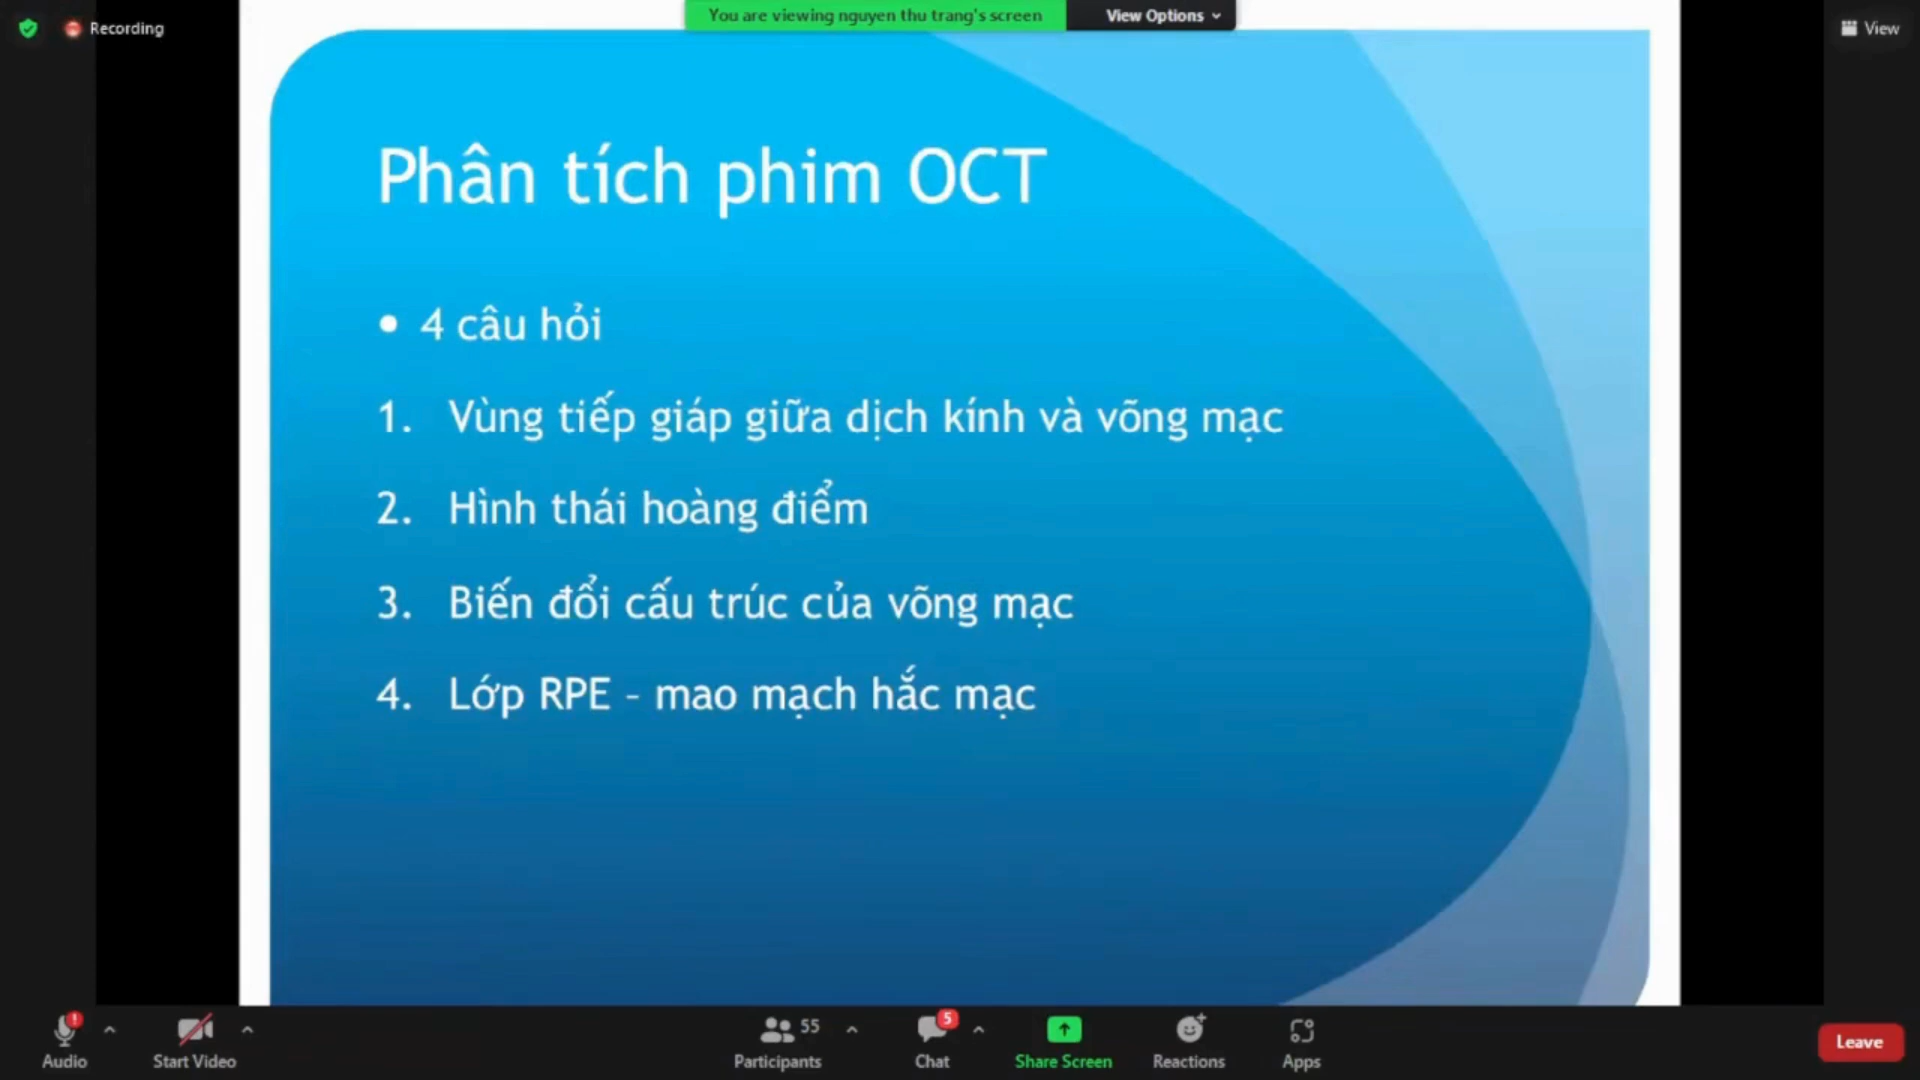 Recording
You are viewing nguyen thu trang's screen
View Options
View
Phân tích phim OCT
• 4 câu hỏi
1. Vùng tiếp giáp giữa dịch kính và võng mạc
2. Hình thái hoàng điểm
3. Biến đổi cấu trúc của võng mạc
4. Lớp RPE – mao mạch hắc mạc
Audio
Start Video
Participants
55
Chat
5
Share Screen
Reactions
Apps
Leave